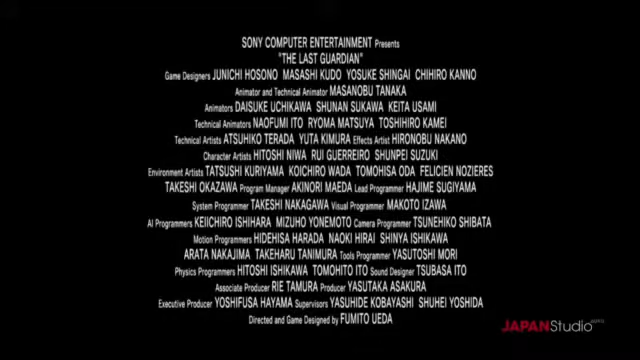 SONY COMPUTER ENTERTAINMENT Presents
"THE LAST GUARDIAN"
Game Designers JUNICHI HOSONO MASASHI KUDO YOSUKE SHINGAI CHIHIRO KANNO
Animator and Technical Animator MASANOBU TANAKA
Animators DAISUKE UCHIKAWA SHUNAN SUKAWA KEITA USAMI
Technical Animators NAOFUMI ITO RYOMA MATSUYA TOSHIHIRO KAMEI
Technical Artists ATSUHIKO TERADA YUTA KIMURA Effects Artist HIRONOBU NAKANO
Character Artists HITOSHI NIWA RUI GUERREIRO SHUNPEI SUZUKI
Environment Artists TATSUSHI KURIYAMA KOICHIRO WADA TOMOHISA ODA FELICIEN NOZIERES
TAKESHI OKAZAWA Program Manager AKINORI MAEDA Lead Programmer HAJIME SUGIYAMA
System Programmer TAKESHI NAKAGAWA Visual Programmer MAKOTO IZAWA
AI Programmers KEIICHIRO ISHIHARA MIZUHO YONEMOTO Camera Programmer TSUNEHIKO SHIBATA
Motion Programmers HIDEHISA HARADA NAOKI HIRAI SHINYA ISHIKAWA
ARATA NAKAJIMA TAKEHARU TANIMURA Tools Programmer YASUTOSHI MORI
Physics Programmers HITOSHI ISHIKAWA TOMOHITO ITO Sound Designer TSUBASA ITO
Associate Producer RIE TAMURA Producer YASUTAKA ASAKURA
Executive Producer YOSHIFUSA HAYAMA Supervisors YASUHIDE KOBAYASHI SHUHEI YOSHIDA
Directed and Game Designed by FUMITO UEDA
JAPANStudio